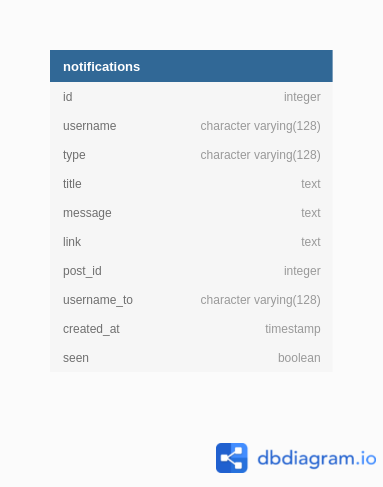 notifications
id integer
username character varying(128)
type character varying(128)
title text
message text
link text
post_id integer
username_to character varying(128)
created_at timestamp
seen boolean
dbdiagram.io